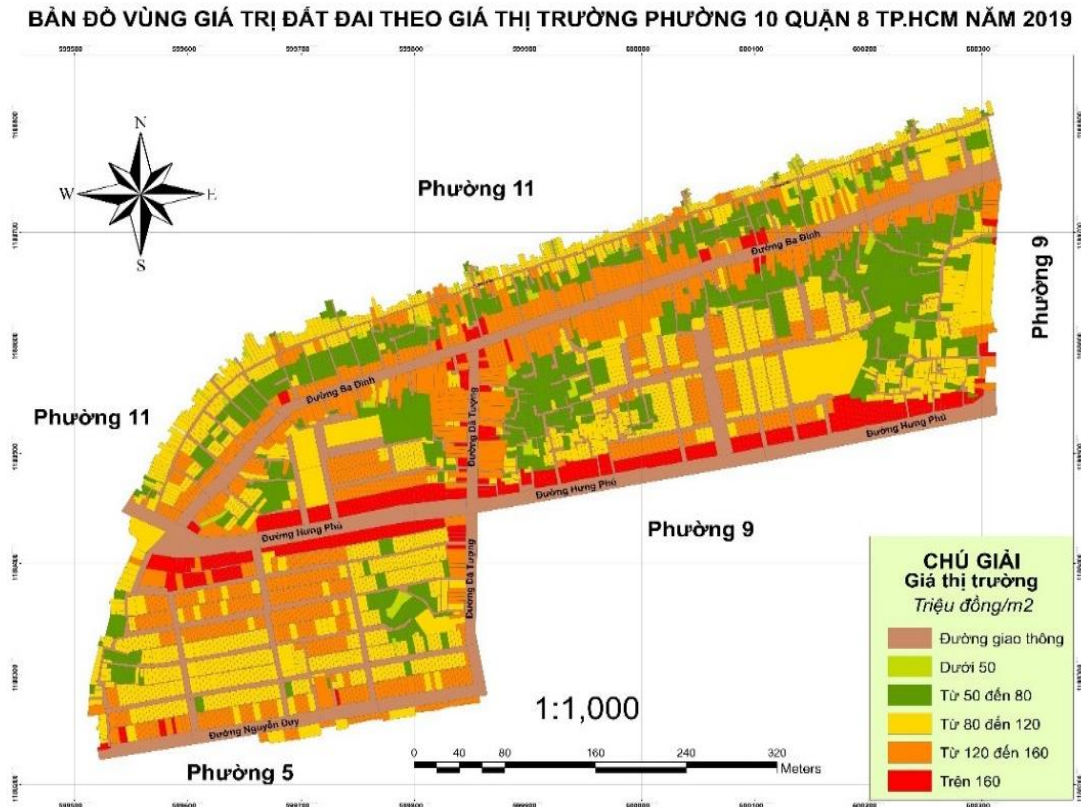 BẢN ĐỒ VÙNG GIÁ TRỊ ĐẤT ĐAI THEO GIÁ THỊ TRƯỜNG PHƯỜNG 10 QUẬN 8 TP.HCM NĂM 2019
N
W
E
S
Phường 11
Phường 9
Đường Ba Đình
Đường Ba Đình
Phường 11
Đường Dã Tượng
Đường Hưng Phú
Đường Hưng Phú
Đường Hưng Phú
Phường 9
Đường Dã Tượng
Đường Nguyễn Duy
Phường 5
1:1,000
0 40 80 160 240 320
Meters
CHÚ GIẢI
Giá thị trường
Triệu đồng/m2
Đường giao thông
Dưới 50
Từ 50 đến 80
Từ 80 đến 120
Từ 120 đến 160
Trên 160